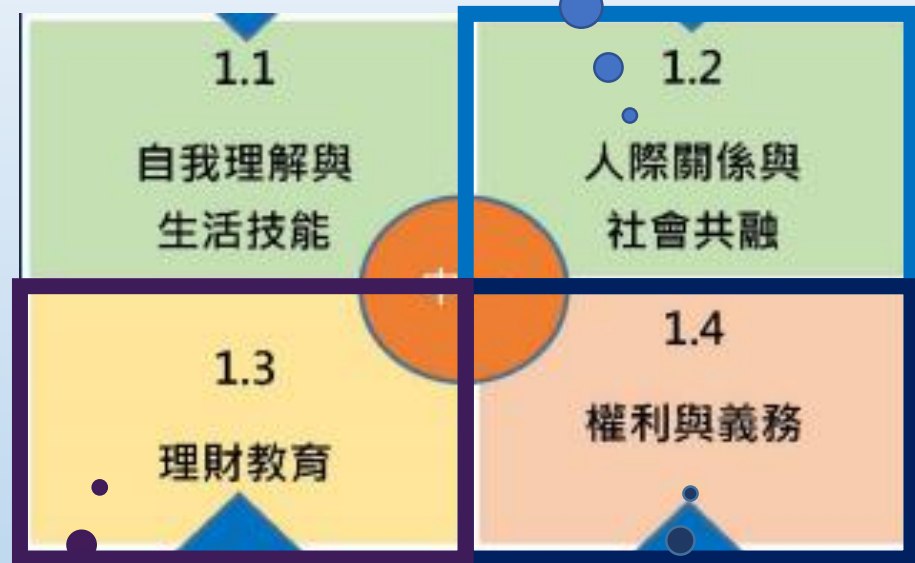 1.1
自我理解與
生活技能
1.2
人際關係與
社會共融
1.3
理財教育
1.4
權利與義務